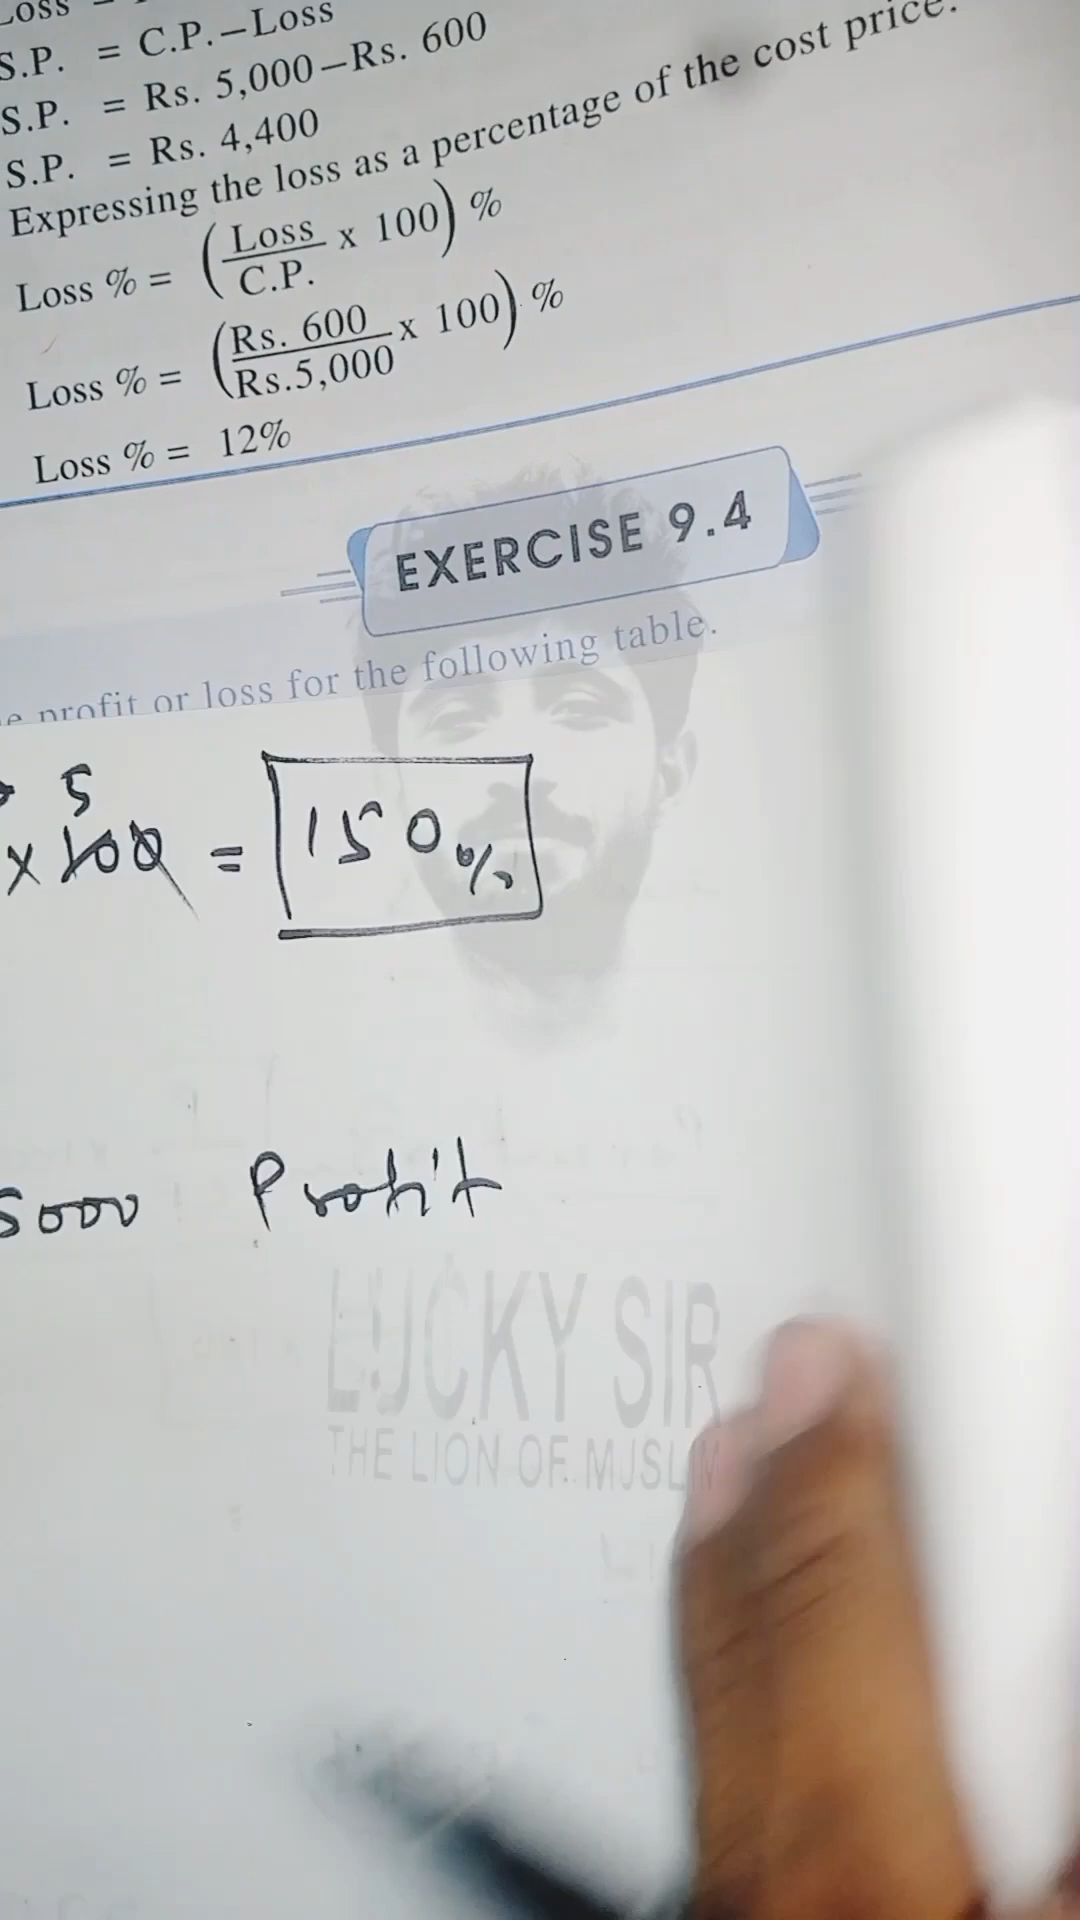 Loss
S.P. = C.P.–Loss
S.P. = Rs. 5,000–Rs. 600
S.P. = Rs. 4,400
Expressing the loss as a percentage of the cost price.
Loss % = (Loss/C.P. x 100) %
Loss % = (Rs. 600/Rs.5,000 x 100) %
Loss % = 12%
EXERCISE 9.4
profit or loss for the following table.
5
x 100 = 150%
5000 Profit
LUCKY SIR
THE LION OF MUSLIM